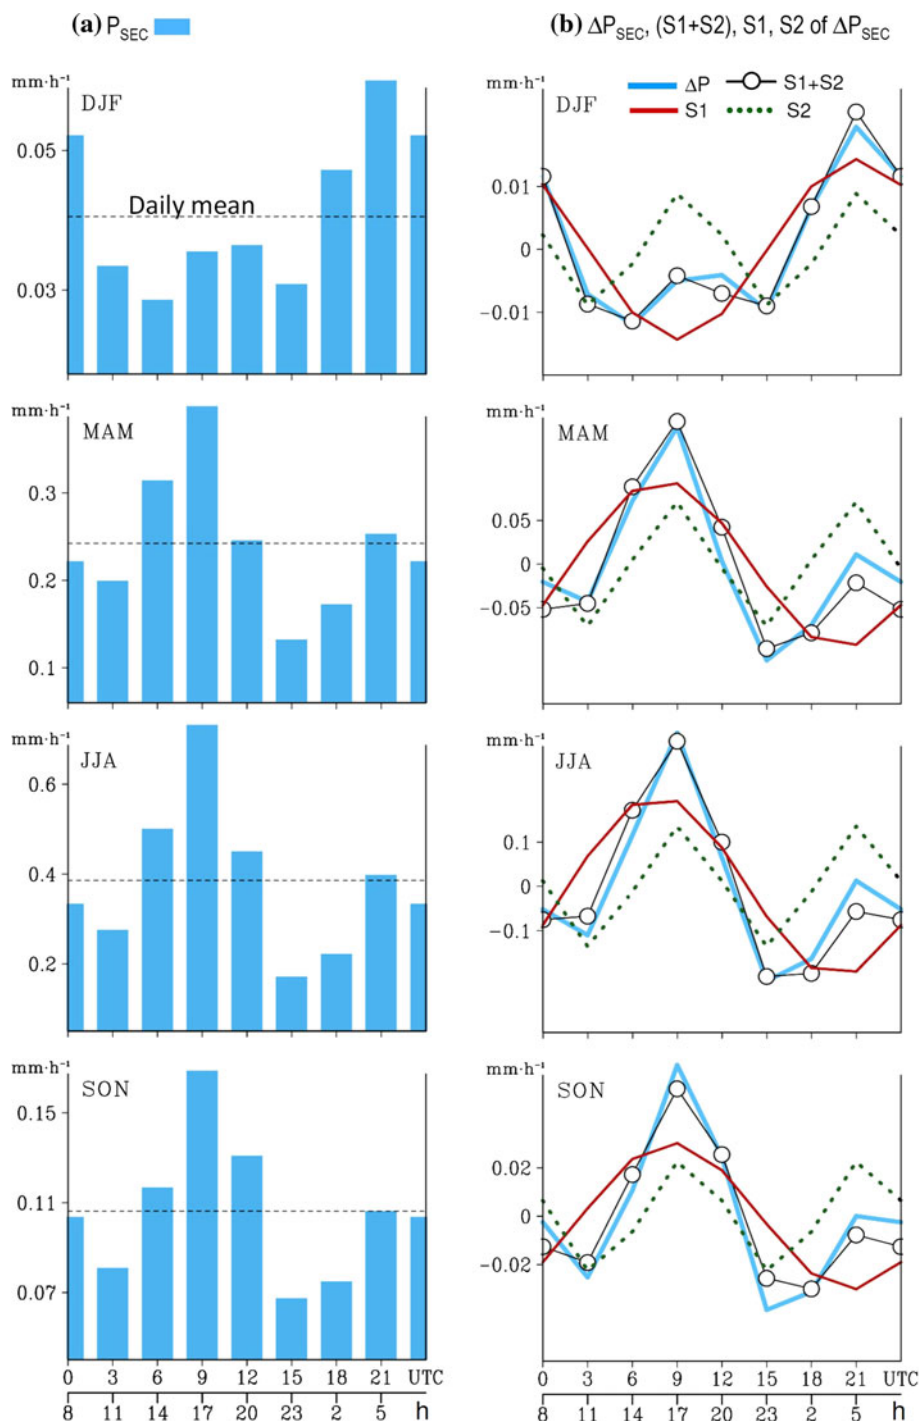 (a) P_SEC
(b) ΔP_SEC, (S1+S2), S1, S2 of ΔP_SEC
mm·h⁻¹
DJF
0.05
Daily mean
0.03
mm·h⁻¹
DJF
ΔP
S1+S2
S1
S2
0.01
0
-0.01
mm·h⁻¹
MAM
0.3
0.2
0.1
mm·h⁻¹
MAM
0.05
0
-0.05
mm·h⁻¹
JJA
0.6
0.4
0.2
mm·h⁻¹
JJA
0.1
0
-0.1
mm·h⁻¹
SON
0.15
0.11
0.07
0 3 6 9 12 15 18 21 UTC
8 11 14 17 20 23 2 5 h
mm·h⁻¹
SON
0.02
0
-0.02
0 3 6 9 12 15 18 21 UTC
8 11 14 17 20 23 2 5 h